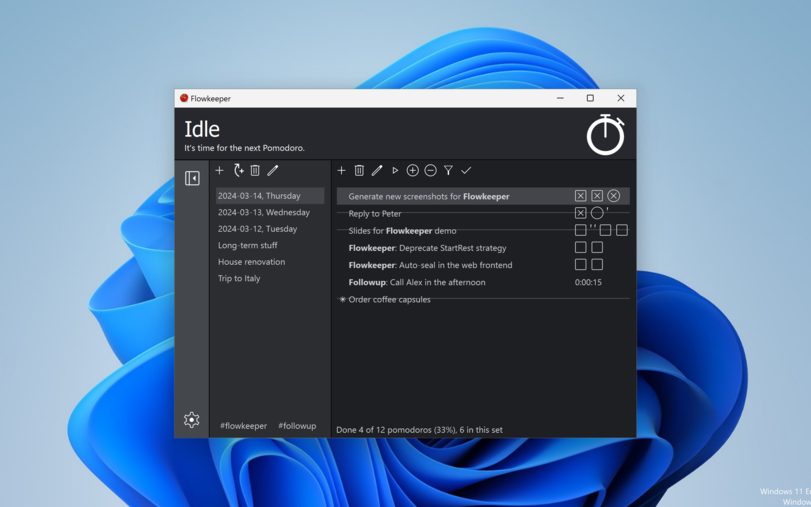 Flowkeeper
Idle
It's time for the next Pomodoro.
2024-03-14, Thursday
2024-03-13, Wednesday
2024-03-12, Tuesday
Long-term stuff
House renovation
Trip to Italy
#flowkeeper #followup
Generate new screenshots for Flowkeeper
Reply to Peter
Slides for Flowkeeper demo
Flowkeeper: Deprecate StartRest strategy
Flowkeeper: Auto-seal in the web frontend
Followup: Call Alex in the afternoon 0:00:15
Order coffee capsules
Done 4 of 12 pomodoros (33%), 6 in this set
Windows 11
Window